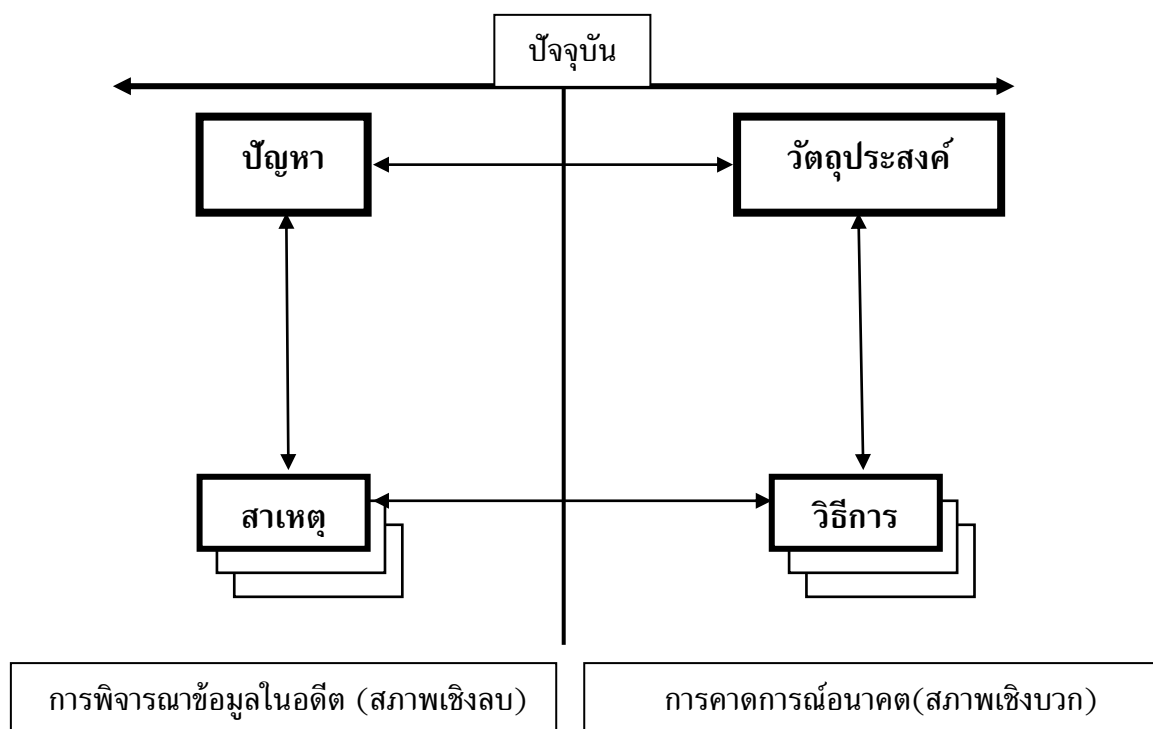 ปัจจุบัน
ปัญหา
วัตถุประสงค์
สาเหตุ
วิธีการ
การพิจารณาข้อมูลในอดีต (สภาพเชิงลบ)
การคาดการณ์อนาคต(สภาพเชิงบวก)